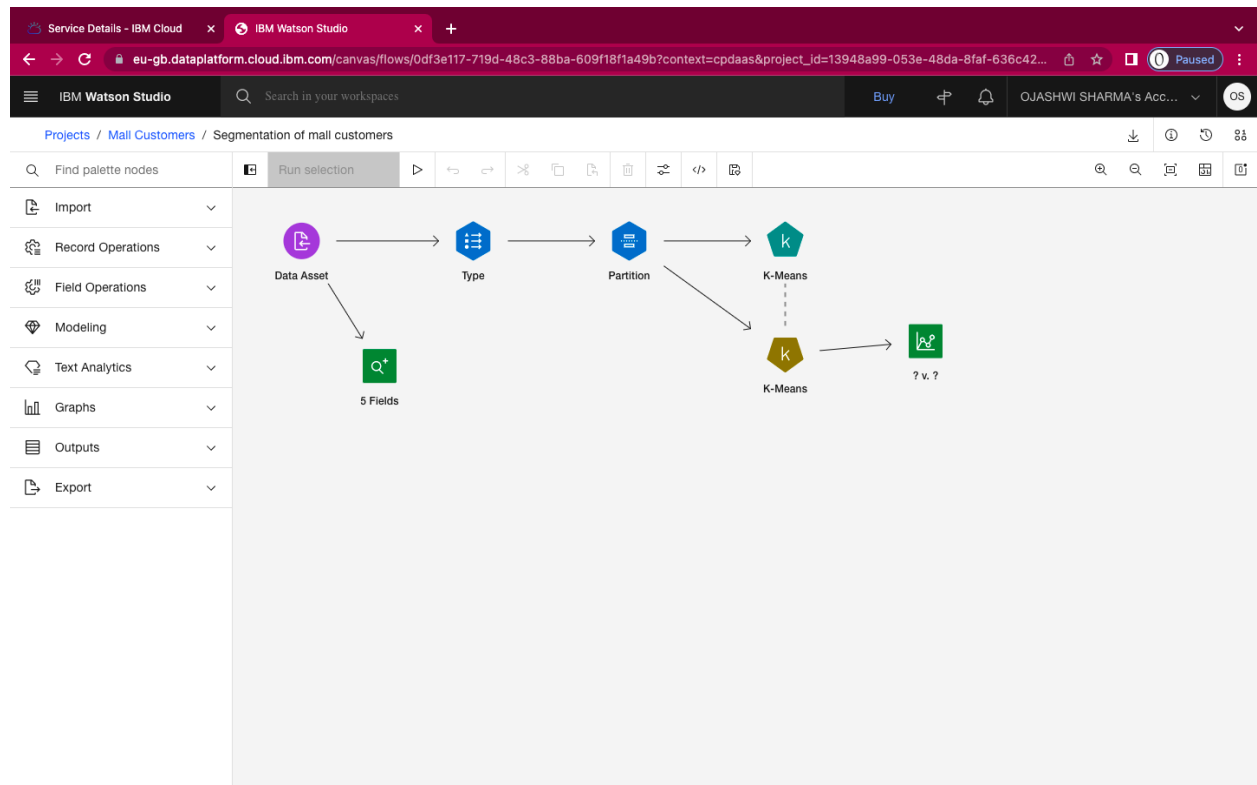 Service Details - IBM Cloud
IBM Watson Studio
eu-gb.dataplatform.cloud.ibm.com/canvas/flows/0df3e117-719d-48c3-88ba-609f18f1a49b?context=cpdaas&project_id=13948a99-053e-48da-8faf-636c42...
Paused
IBM Watson Studio
Search in your workspaces
Buy
OJASHWI SHARMA's Acc...
OS
Projects / Mall Customers / Segmentation of mall customers
Find palette nodes
Run selection
Import
Record Operations
Field Operations
Modeling
Text Analytics
Graphs
Outputs
Export
Data Asset
Type
Partition
k
K-Means
5 Fields
k
K-Means
? v. ?